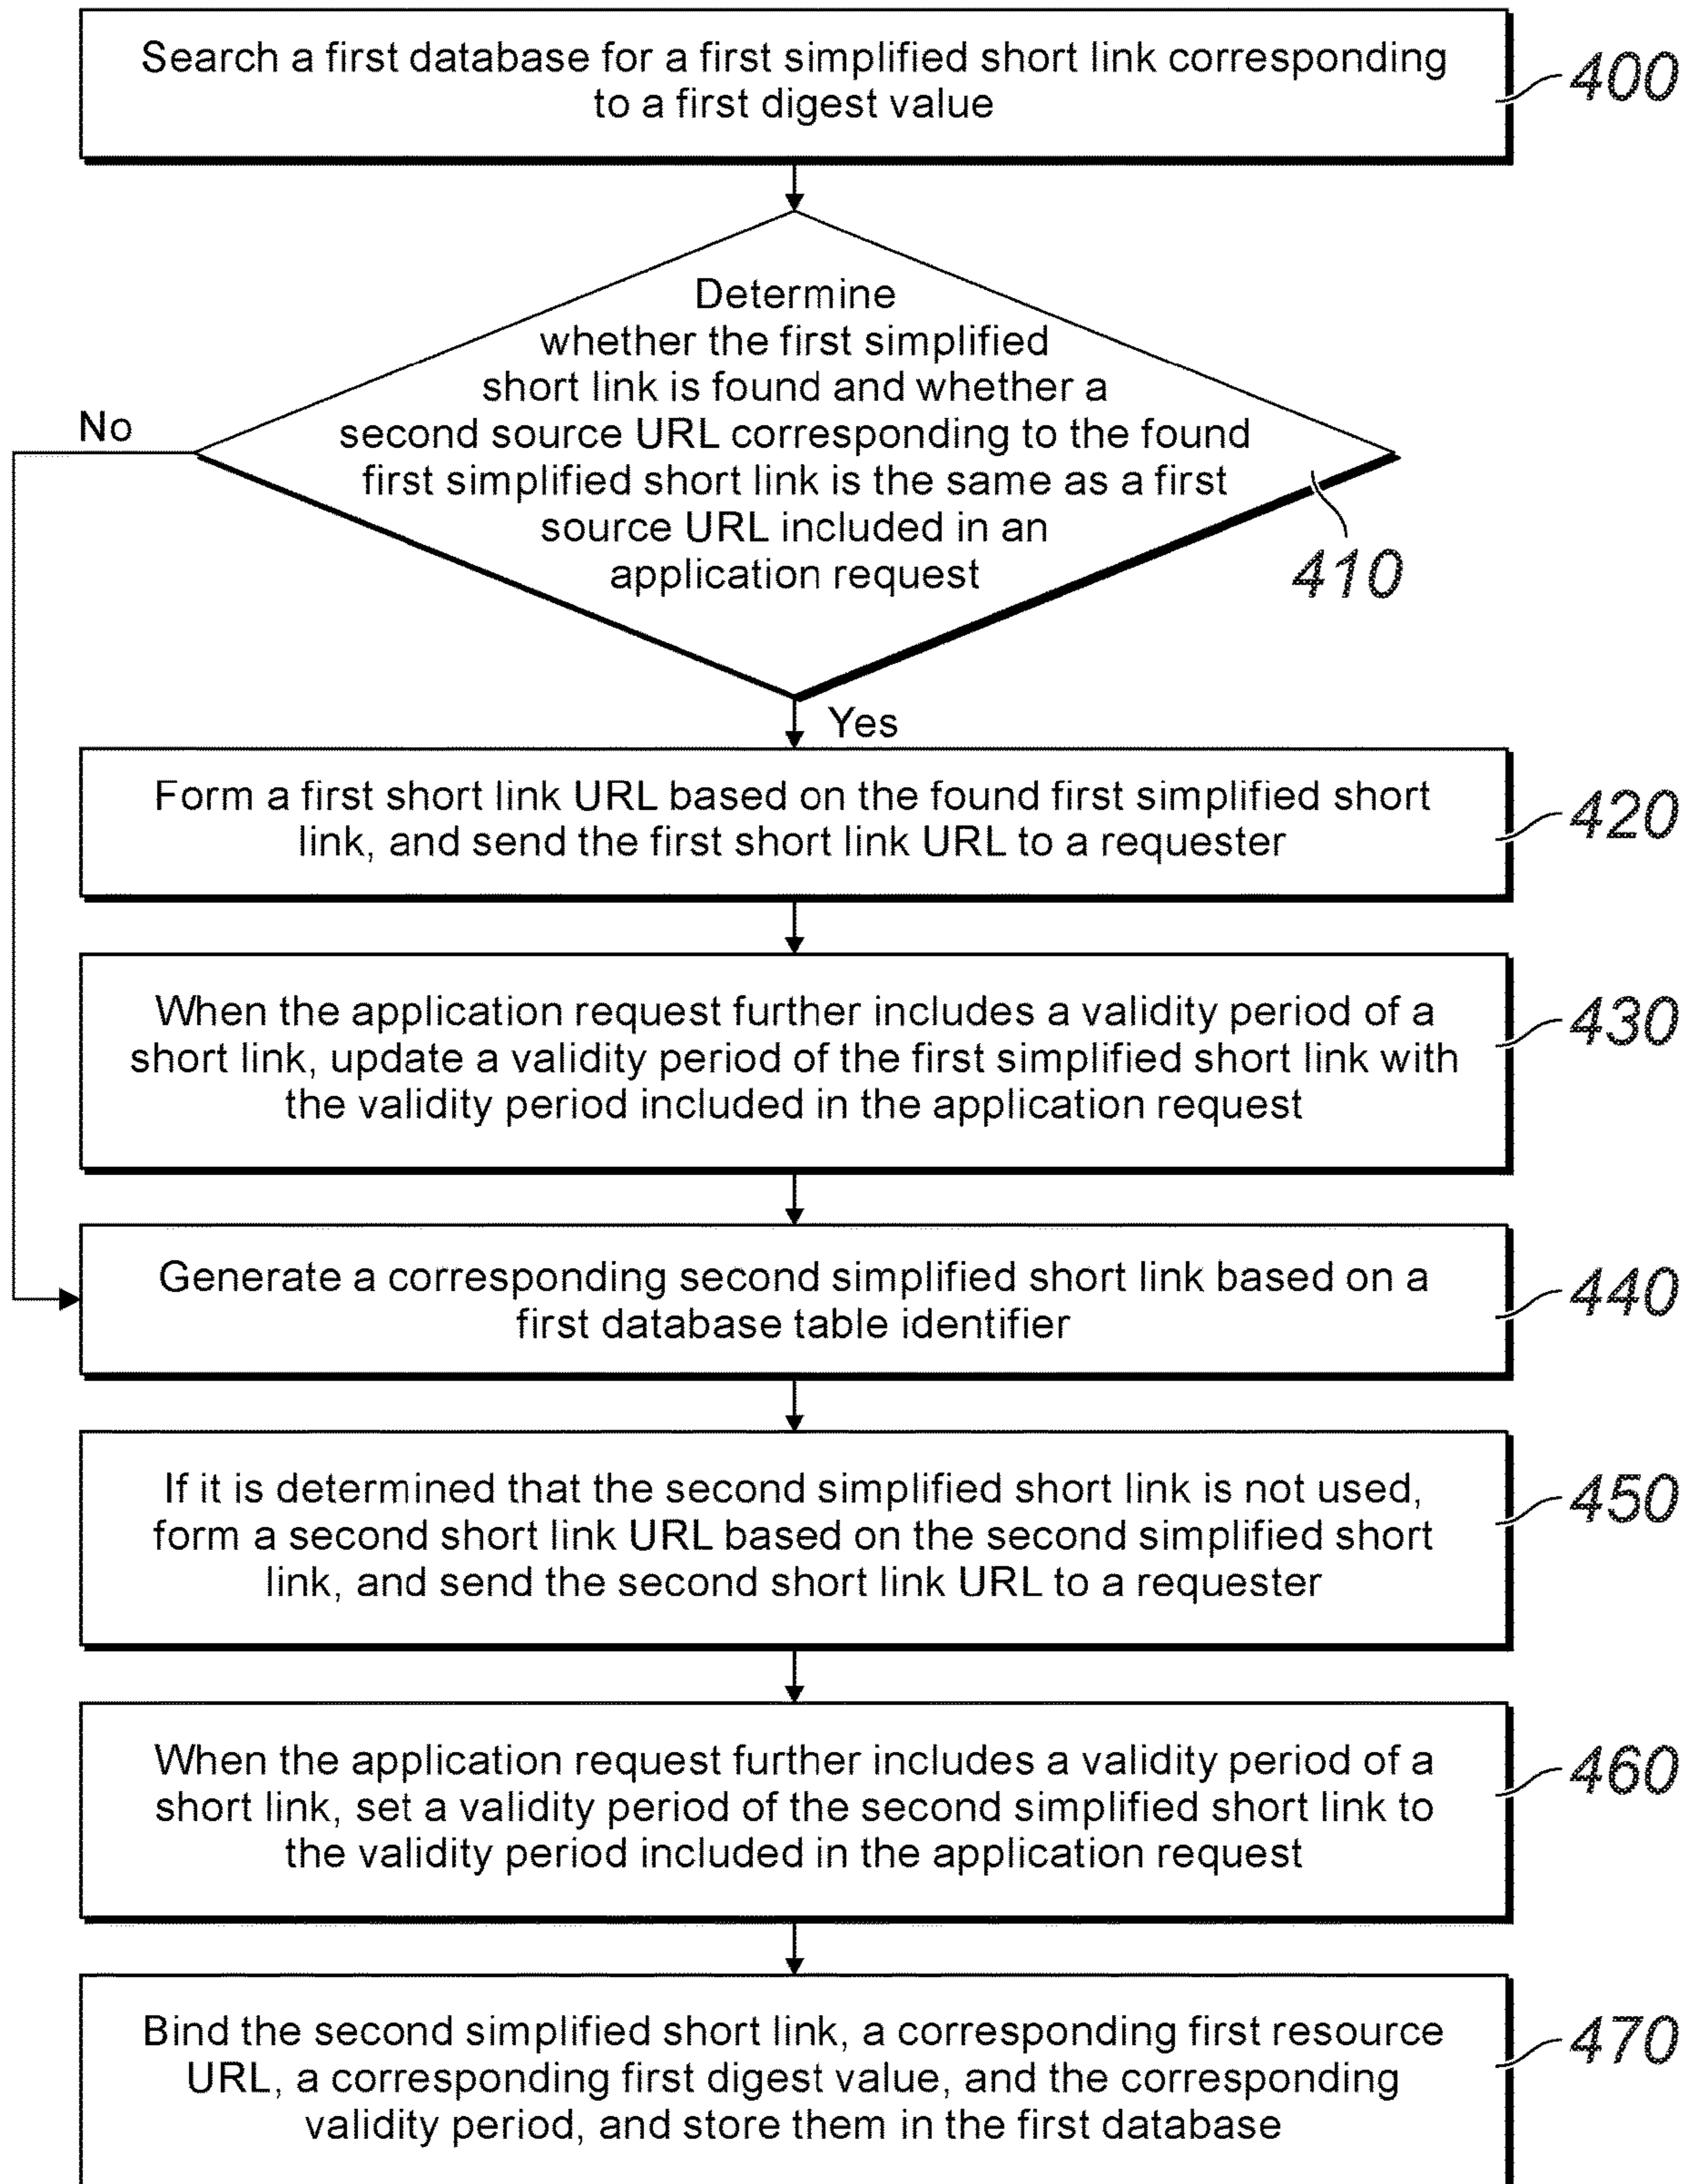 Search a first database for a first simplified short link corresponding
to a first digest value
400
Determine
whether the first simplified
short link is found and whether a
second source URL corresponding to the found
first simplified short link is the same as a first
source URL included in an
application request
No
410
Yes
Form a first short link URL based on the found first simplified short
link, and send the first short link URL to a requester
420
When the application request further includes a validity period of a
short link, update a validity period of the first simplified short link with
the validity period included in the application request
430
Generate a corresponding second simplified short link based on a
first database table identifier
440
If it is determined that the second simplified short link is not used,
form a second short link URL based on the second simplified short
link, and send the second short link URL to a requester
450
When the application request further includes a validity period of a
short link, set a validity period of the second simplified short link to
the validity period included in the application request
460
Bind the second simplified short link, a corresponding first resource
URL, a corresponding first digest value, and the corresponding
validity period, and store them in the first database
470